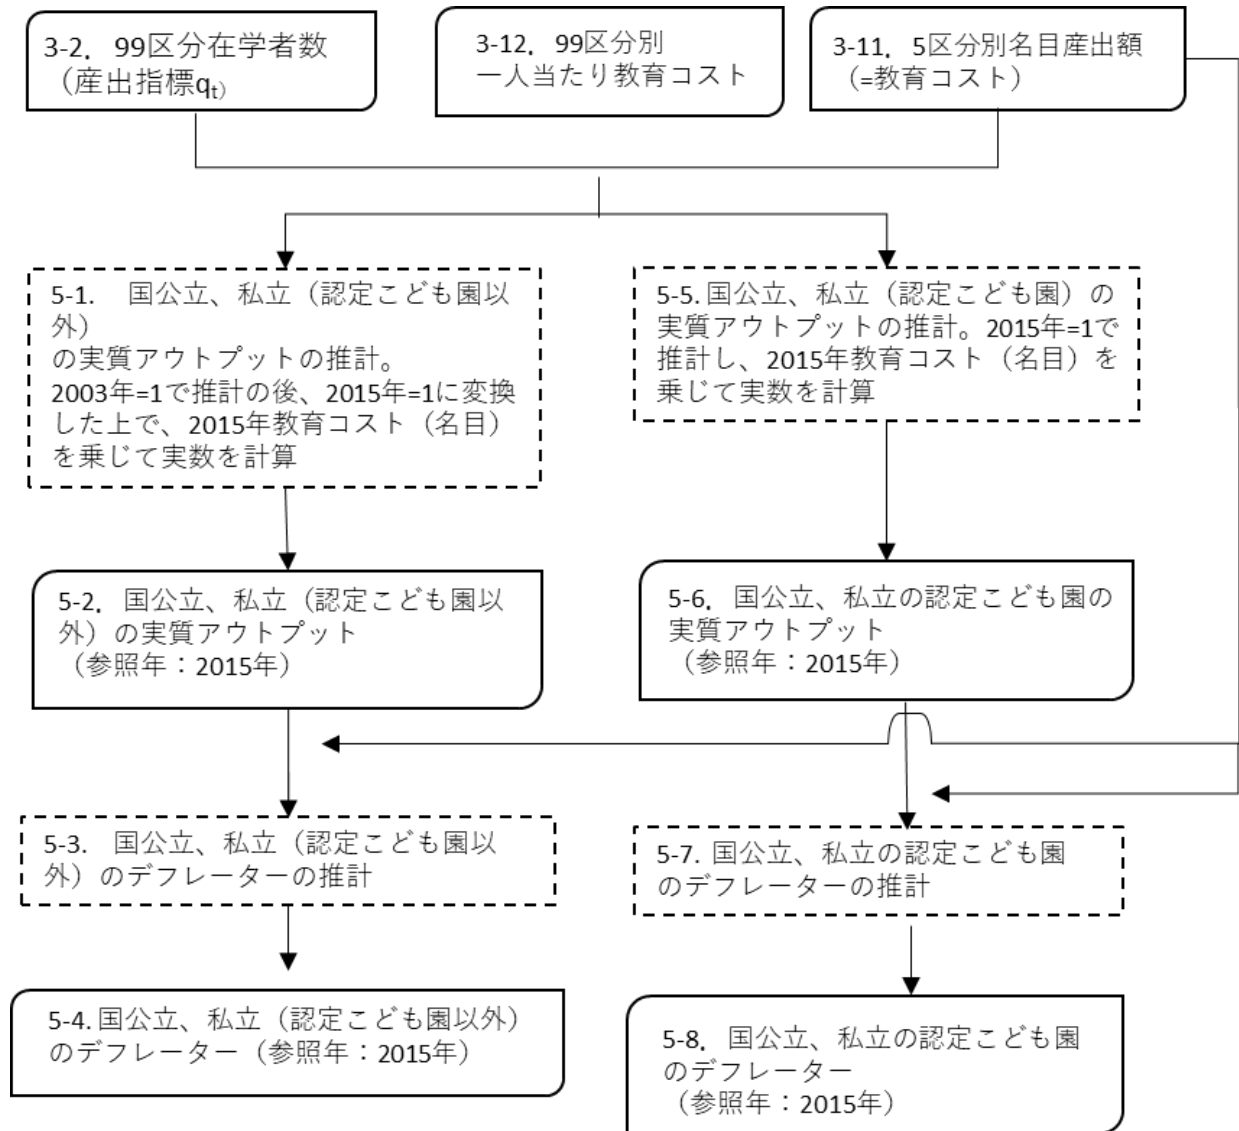 3-2．99区分在学者数
（産出指標qt）
3-12．99区分別
一人当たり教育コスト
3-11．5区分別名目産出額
（=教育コスト）
5-1.　国公立、私立（認定こども園以
外）
の実質アウトプットの推計。
2003年=1で推計の後、2015年=1に変換
した上で、2015年教育コスト（名目）
を乗じて実数を計算
5-5. 国公立、私立（認定こども園）の
実質アウトプットの推計。2015年=1で
推計し、2015年教育コスト（名目）を
乗じて実数を計算
5-2．国公立、私立（認定こども園以
外）の実質アウトプット
（参照年：2015年）
5-6．国公立、私立の認定こども園の
実質アウトプット
（参照年：2015年）
5-3.　国公立、私立（認定こども園以
外）のデフレーターの推計
5-7. 国公立、私立の認定こども園
のデフレーターの推計
5-4. 国公立、私立（認定こども園以外）
のデフレーター（参照年：2015年）
5-8．国公立、私立の認定こども園
のデフレーター
（参照年：2015年）